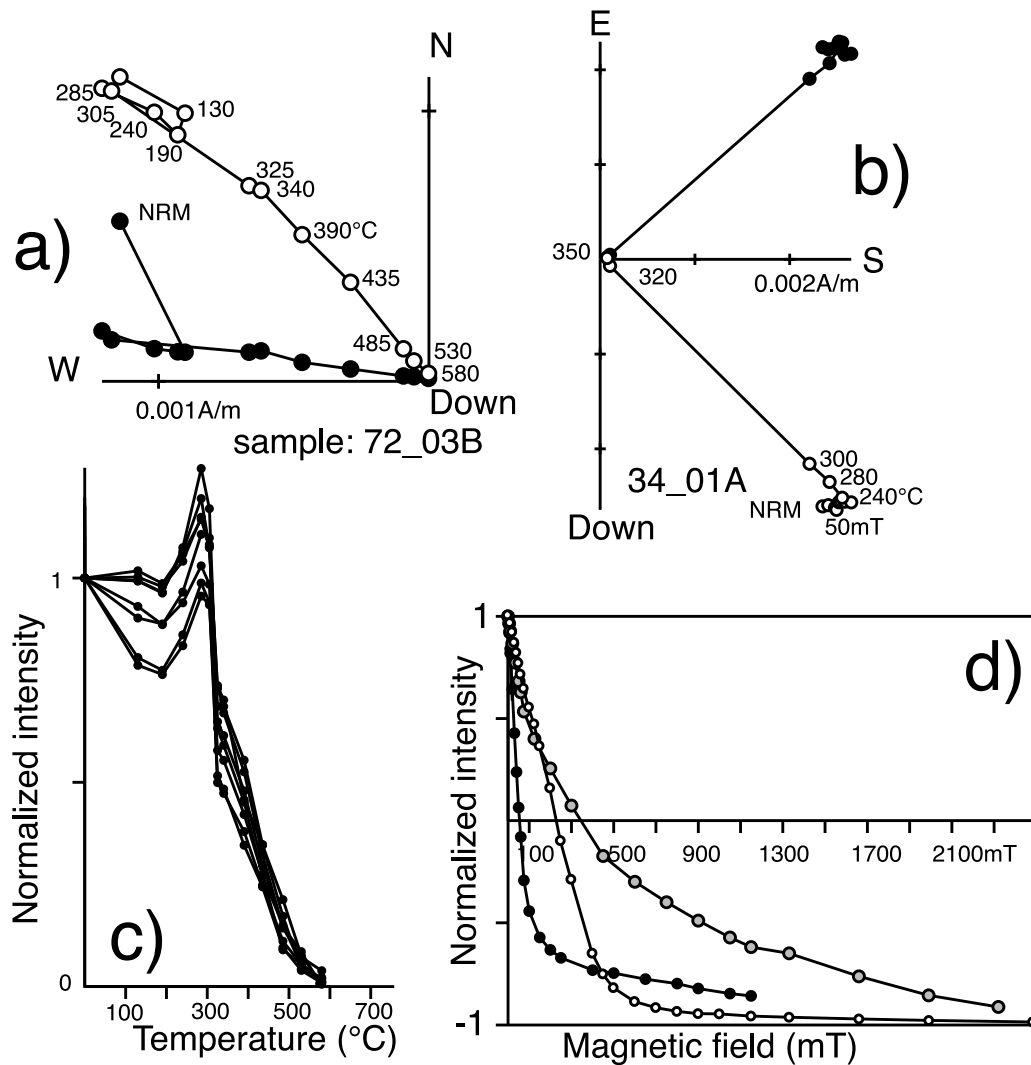 a)
N
285
305
240
190
130
325
340
NRM
390°C
435
485
530
580
W
0.001A/m
Down
sample: 72_03B
E
b)
350
320
0.002A/m
S
300
280
240°C
34_01A
NRM
50mT
Down
c)
Normalized intensity
1
0
100
300
500
700
Temperature (°C)
d)
Normalized intensity
1
-1
100
500
900
1300
1700
2100mT
Magnetic field (mT)